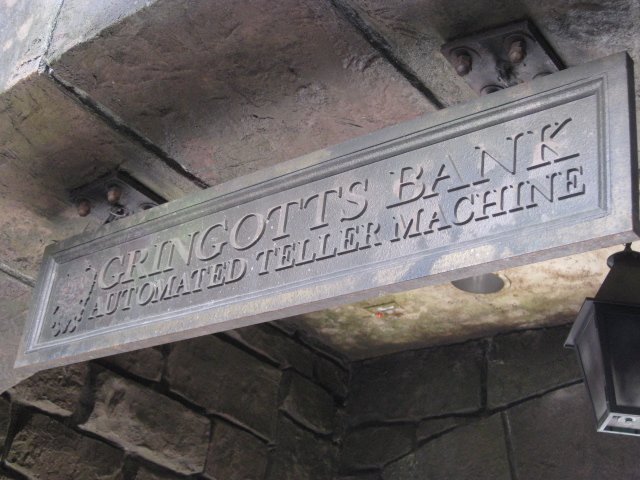 GRINGOTTS BANK
AUTOMATED TELLER MACHINE